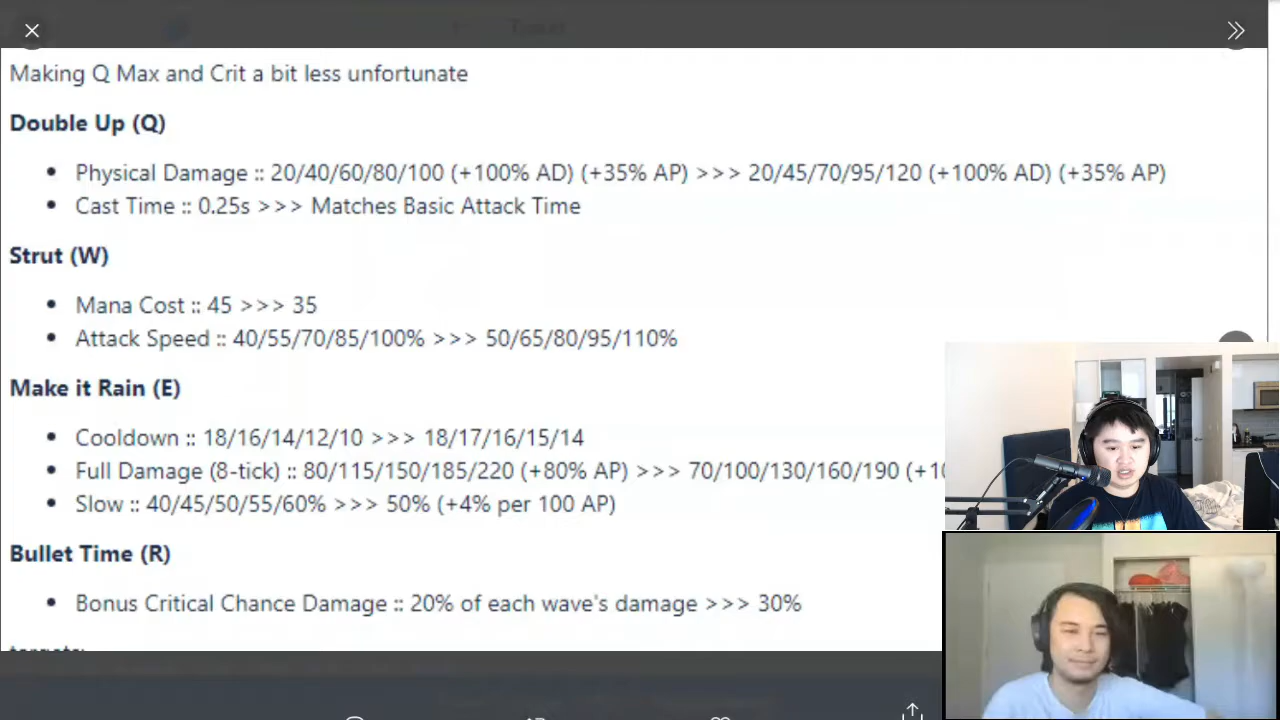 Making Q Max and Crit a bit less unfortunate
Double Up (Q)
• Physical Damage :: 20/40/60/80/100 (+100% AD) (+35% AP) >>> 20/45/70/95/120 (+100% AD) (+35% AP)
• Cast Time :: 0.25s >>> Matches Basic Attack Time
Strut (W)
• Mana Cost :: 45 >>> 35
• Attack Speed :: 40/55/70/85/100% >>> 50/65/80/95/110%
Make it Rain (E)
• Cooldown :: 18/16/14/12/10 >>> 18/17/16/15/14
• Full Damage (8-tick) :: 80/115/150/185/220 (+80% AP) >>> 70/100/130/160/190 (+10
• Slow :: 40/45/50/55/60% >>> 50% (+4% per 100 AP)
Bullet Time (R)
• Bonus Critical Chance Damage :: 20% of each wave's damage >>> 30%